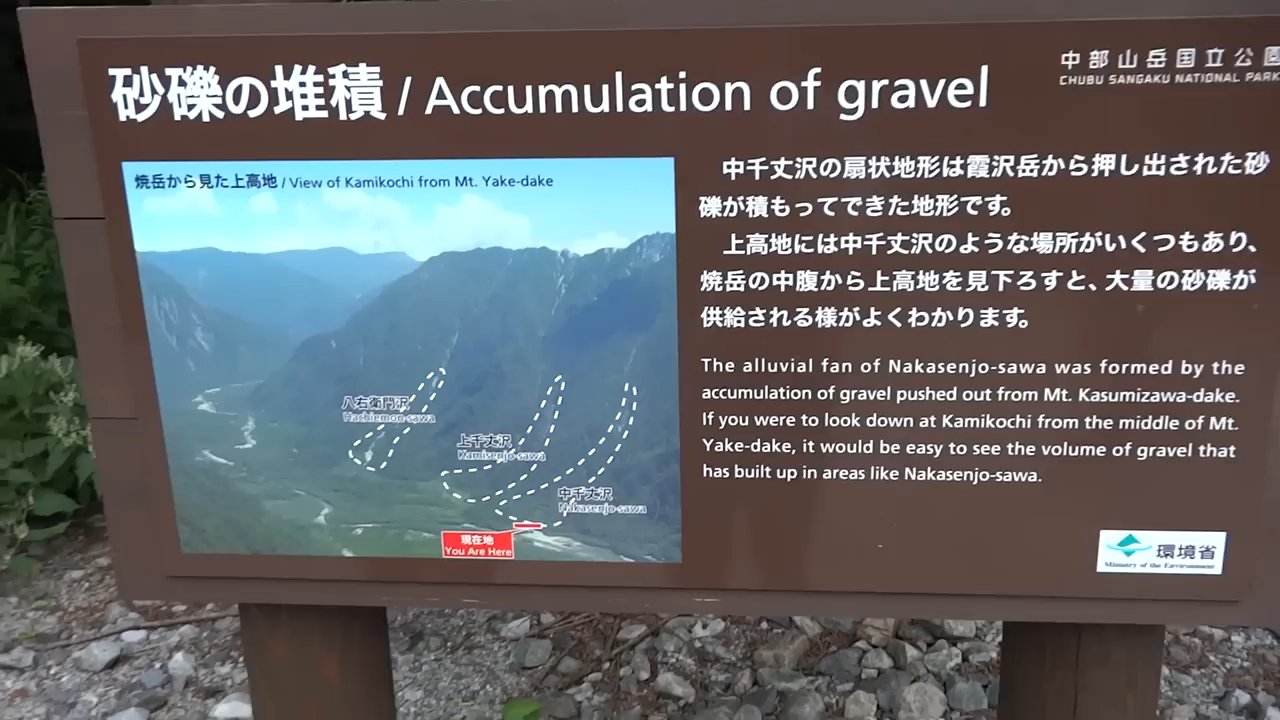 砂礫の堆積 / Accumulation of gravel
中部山岳国立公園
CHUBU SANGAKU NATIONAL PARK
焼岳から見た上高地 / View of Kamikochi from Mt. Yake-dake
八右衛門沢
Hachiemon-sawa
上千丈沢
Kamisenjo-sawa
中千丈沢
Nakasenjo-sawa
現在地
You Are Here
中千丈沢の扇状地形は霞沢岳から押し出された砂
礫が積もってできた地形です。
上高地には中千丈沢のような場所がいくつもあり、
焼岳の中腹から上高地を見下ろすと、大量の砂礫が
供給される様がよくわかります。
The alluvial fan of Nakasenjo-sawa was formed by the
accumulation of gravel pushed out from Mt. Kasumizawa-dake.
If you were to look down at Kamikochi from the middle of Mt.
Yake-dake, it would be easy to see the volume of gravel that
has built up in areas like Nakasenjo-sawa.
環境省
Ministry of the Environment